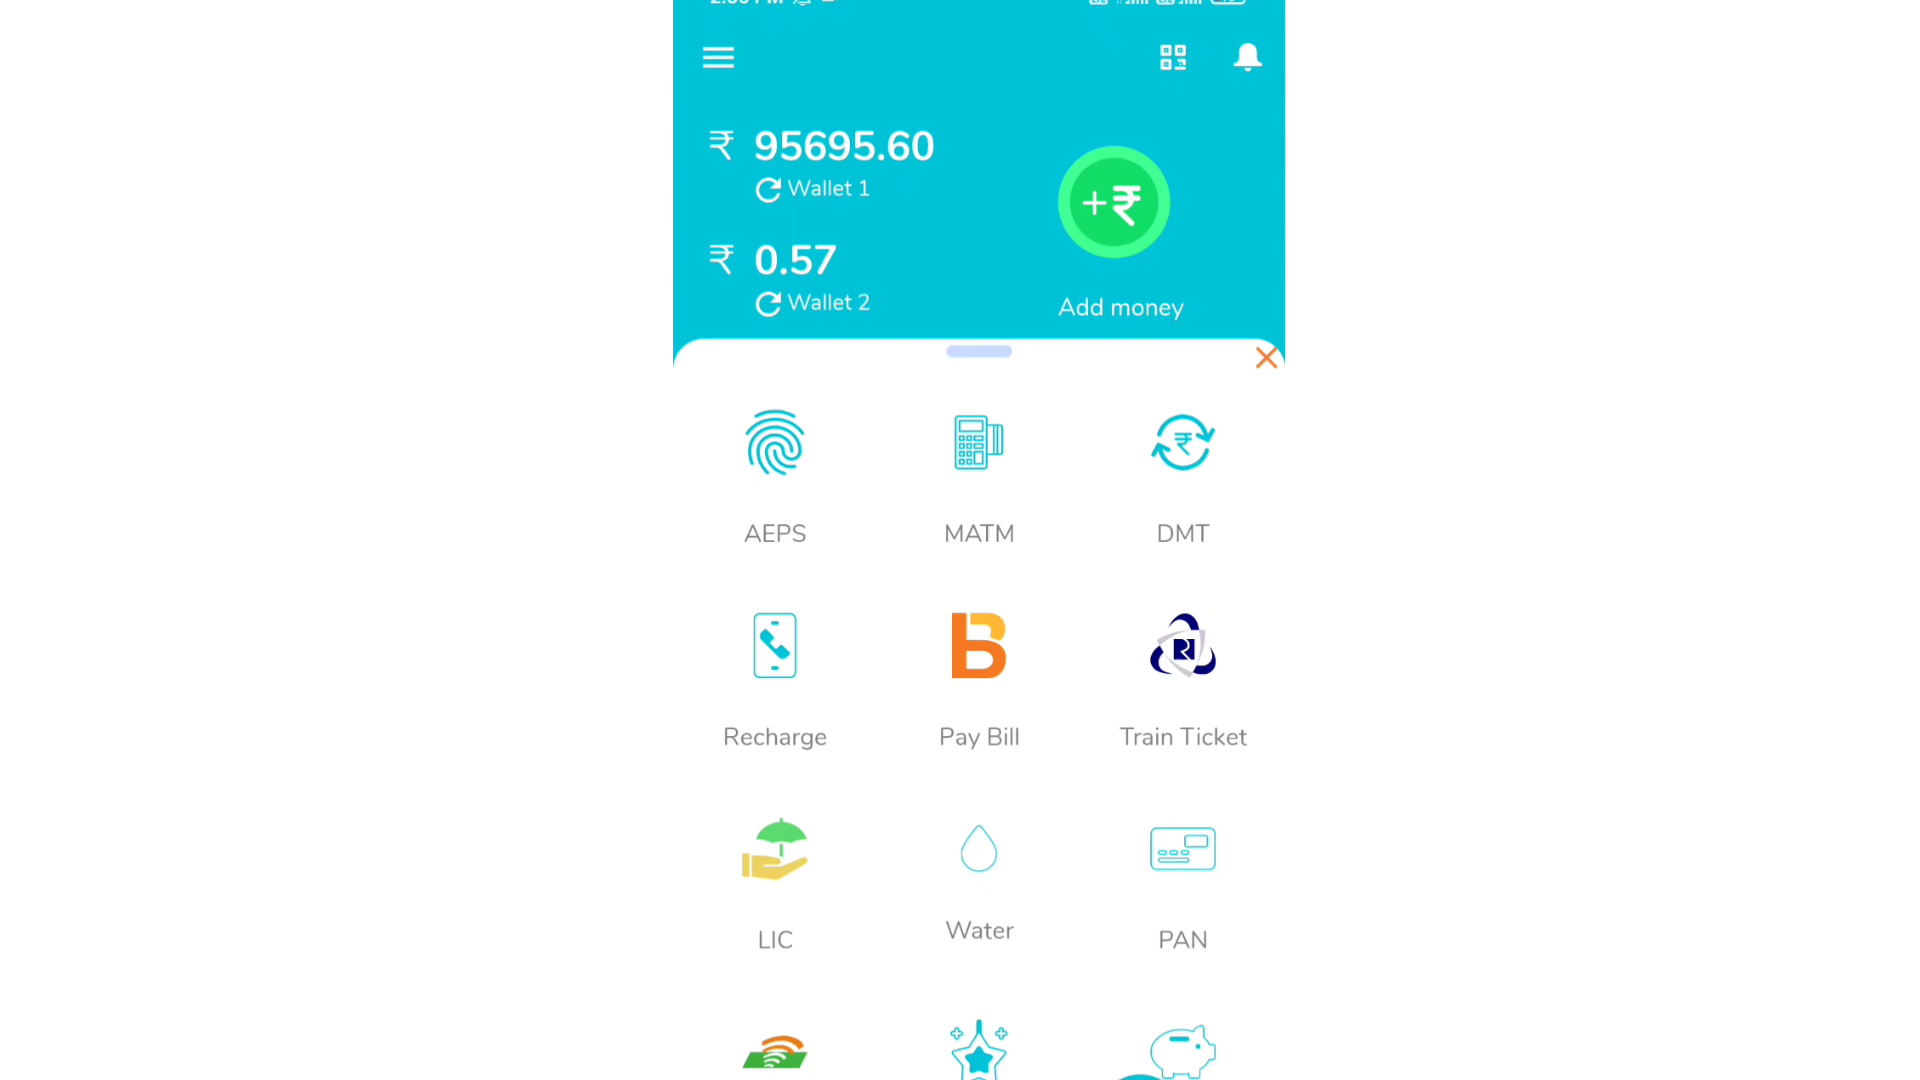 ₹ 95695.60
Wallet 1
+₹
₹ 0.57
Wallet 2
Add money
AEPS
MATM
DMT
Recharge
Pay Bill
Train Ticket
LIC
Water
PAN